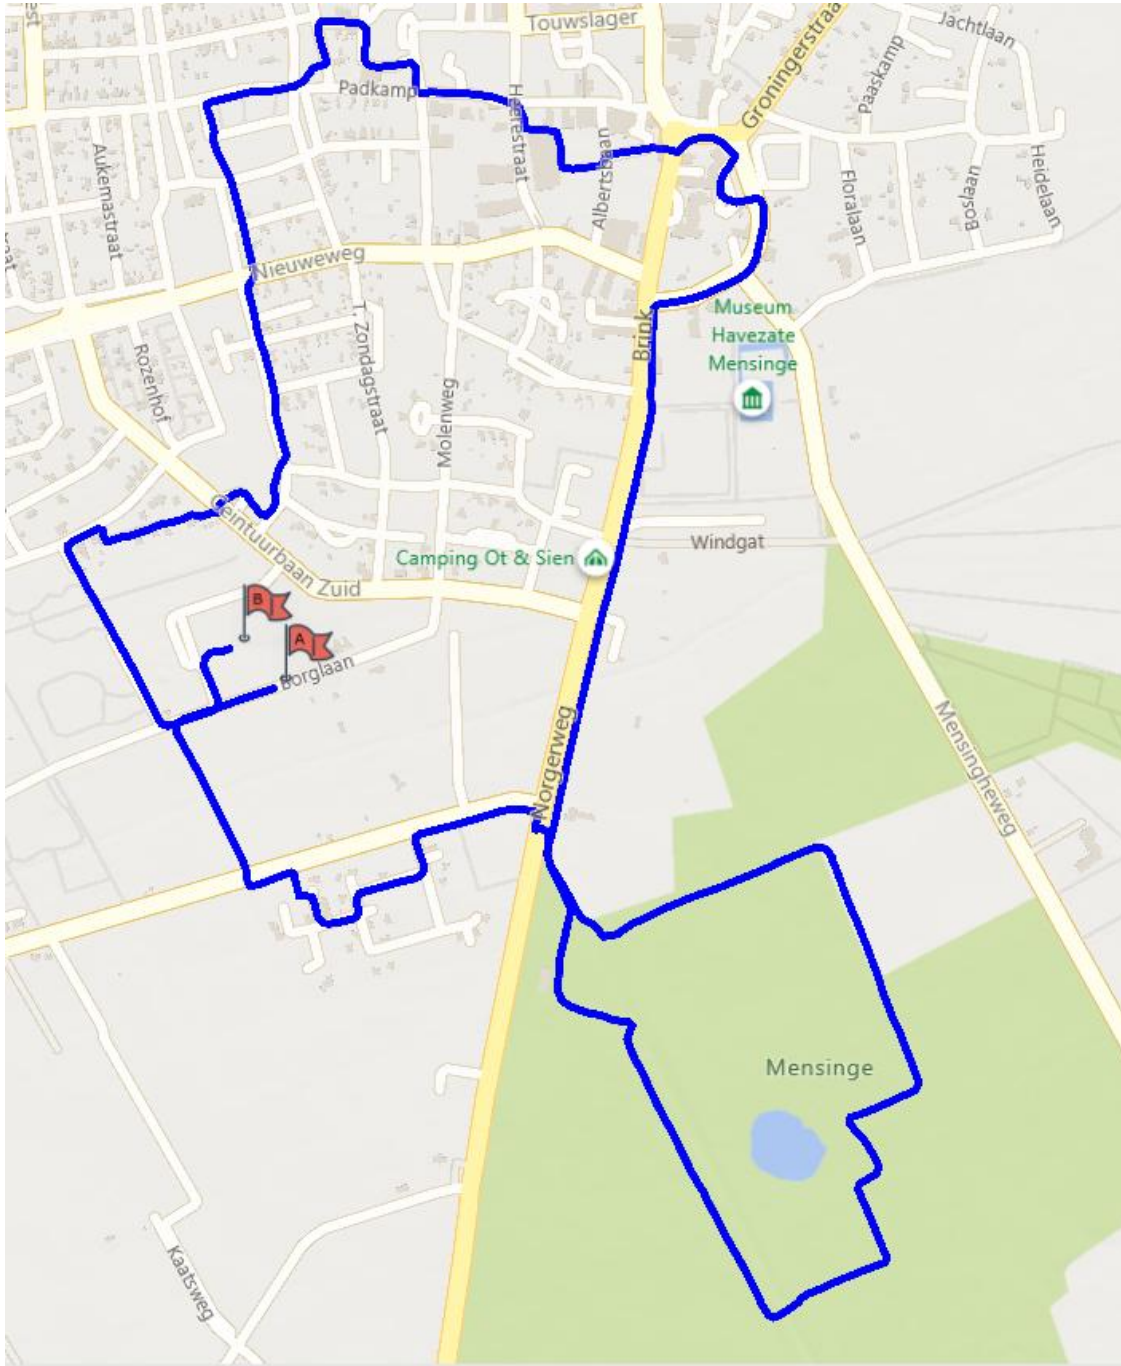 Touwslager
Jachtlaan
Groningerstraa
Paaskamp
Padkamp
Heerestraat
Albertsbaan
Aukemastraat
Floralaan
Boslaan
Heidelaan
Nieuweweg
Museum
Havezate
Mensinge
T. Zondagstraat
Brink
Rozenhof
Molenweg
Ceintuurbaan Zuid
Camping Ot & Sien
Windgat
B
A
Borglaan
Norgerweg
Mensingheweg
Mensinge
Kaatsweg